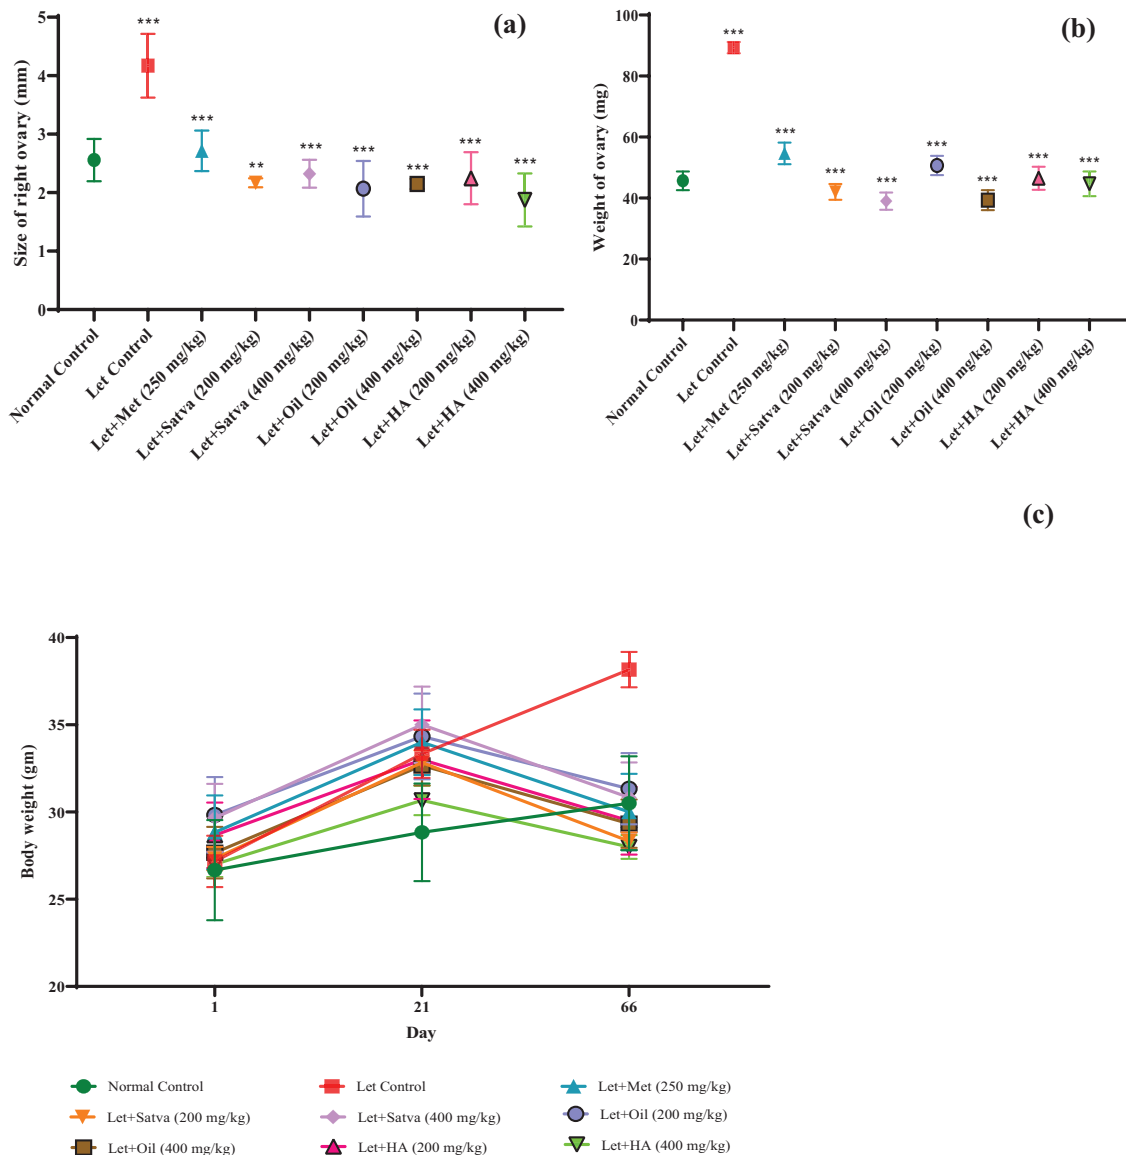 (a)
Size of right ovary (mm)
5
4
3
2
1
0
***
***
***
**
***
***
***
***
***
Normal Control
Let Control
Let+Met (250 mg/kg)
Let+Satva (200 mg/kg)
Let+Satva (400 mg/kg)
Let+Oil (200 mg/kg)
Let+Oil (400 mg/kg)
Let+HA (200 mg/kg)
Let+HA (400 mg/kg)
(b)
Weight of ovary (mg)
100
80
60
40
20
0
***
***
***
***
***
***
***
***
Normal Control
Let Control
Let+Met (250 mg/kg)
Let+Satva (200 mg/kg)
Let+Satva (400 mg/kg)
Let+Oil (200 mg/kg)
Let+Oil (400 mg/kg)
Let+HA (200 mg/kg)
Let+HA (400 mg/kg)
(c)
Body weight (gm)
40
35
30
25
20
1
21
66
Day
Normal Control
Let Control
Let+Met (250 mg/kg)
Let+Satva (200 mg/kg)
Let+Satva (400 mg/kg)
Let+Oil (200 mg/kg)
Let+Oil (400 mg/kg)
Let+HA (200 mg/kg)
Let+HA (400 mg/kg)